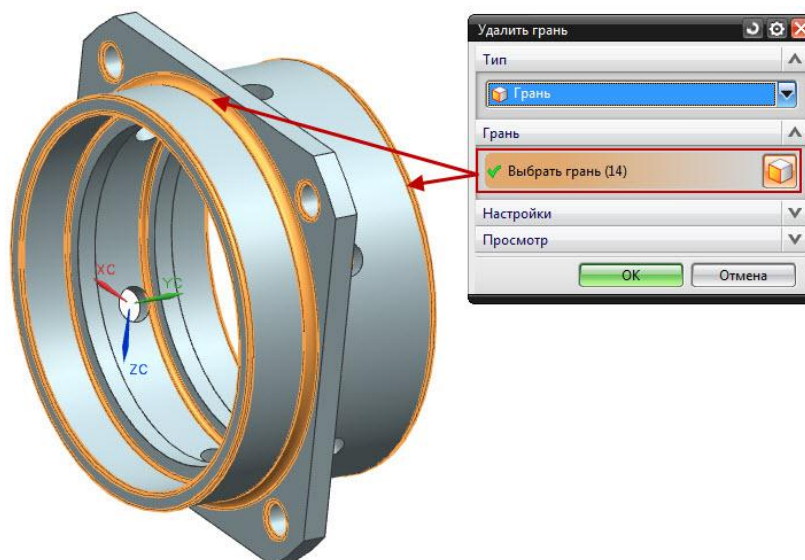 Удалить грань
Тип
Грань
Грань
Выбрать грань (14)
Настройки
Просмотр
OK
Отмена
XC
YC
ZC